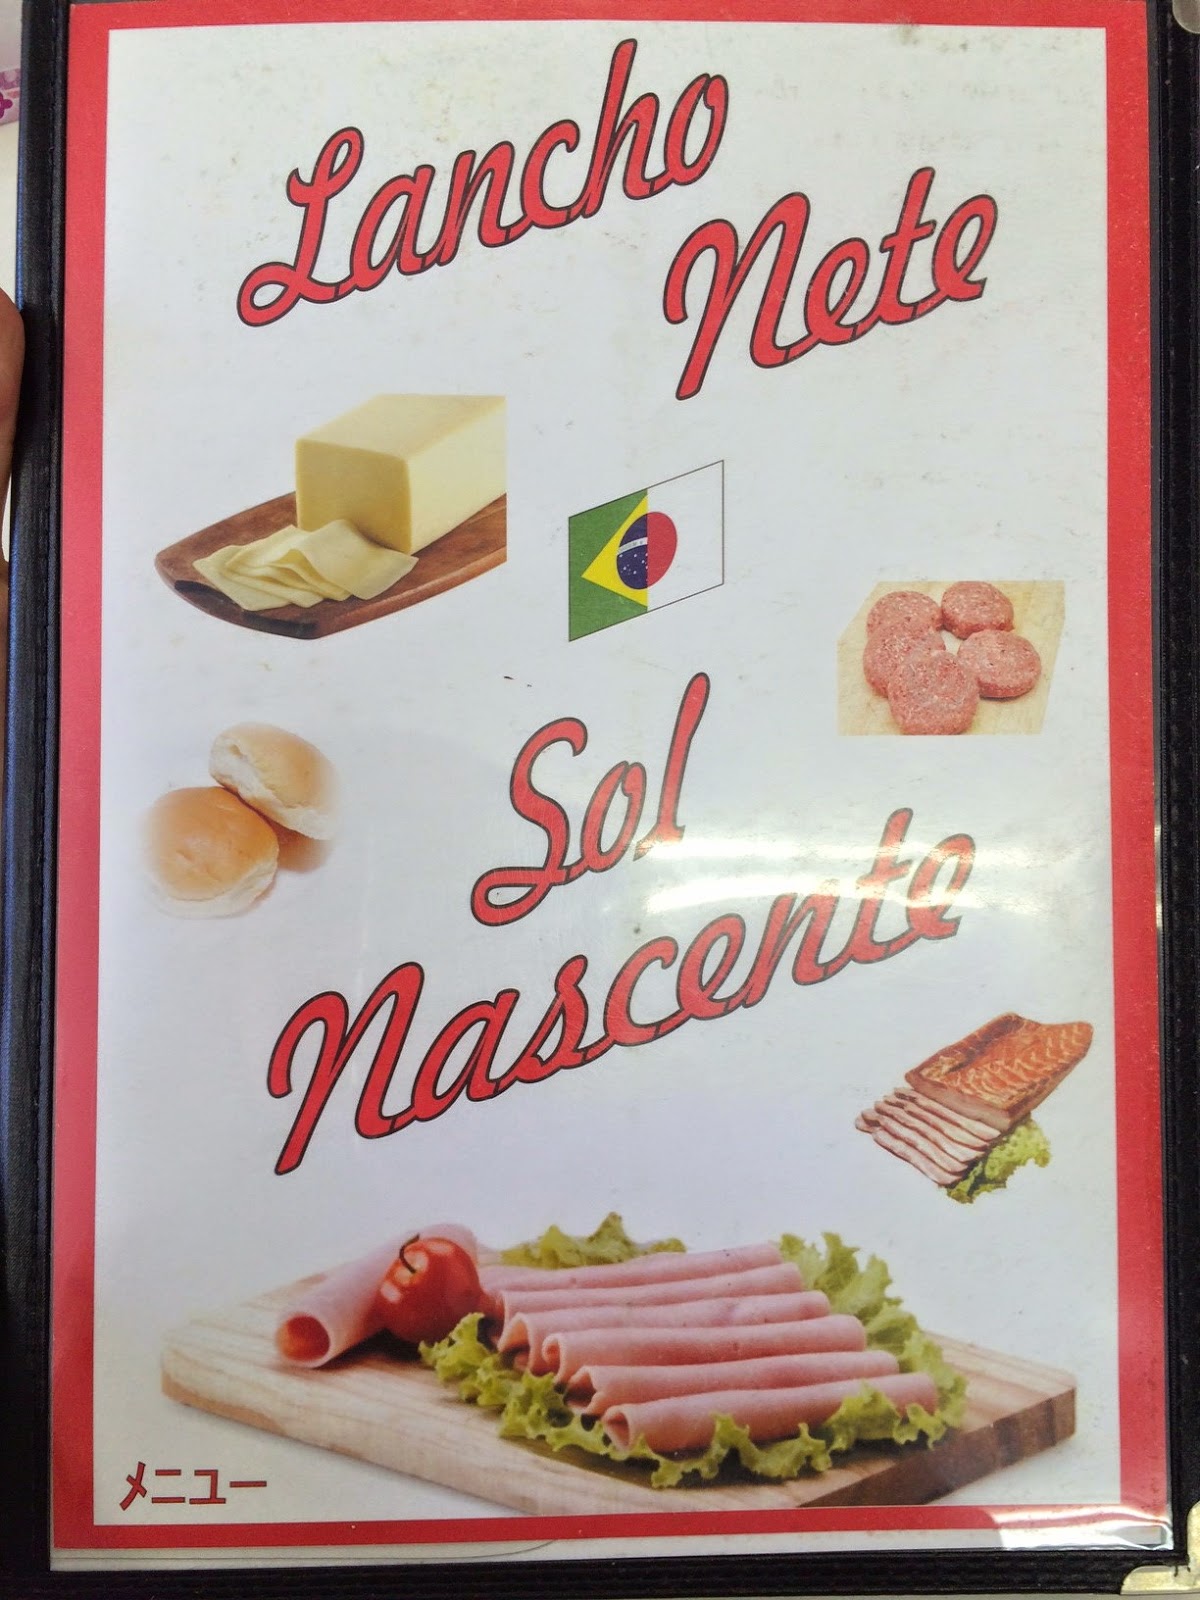 Lancho
Nete
Sol
Nascente
メニュー